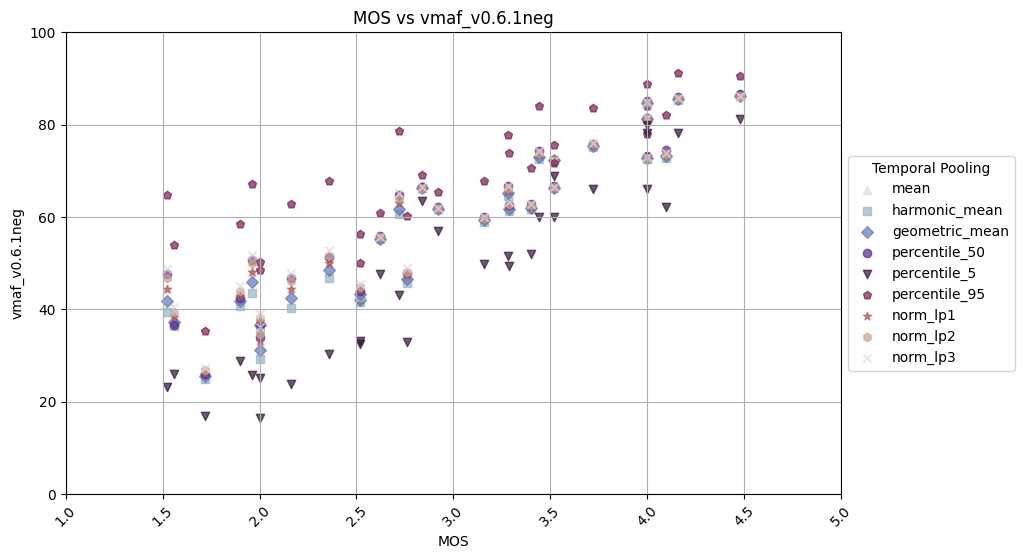 MOS vs vmaf_v0.6.1neg
100
80
60
40
20
0
vmaf_v0.6.1neg
1.0
1.5
2.0
2.5
3.0
3.5
4.0
4.5
5.0
MOS
Temporal Pooling
mean
harmonic_mean
geometric_mean
percentile_50
percentile_5
percentile_95
norm_lp1
norm_lp2
norm_lp3